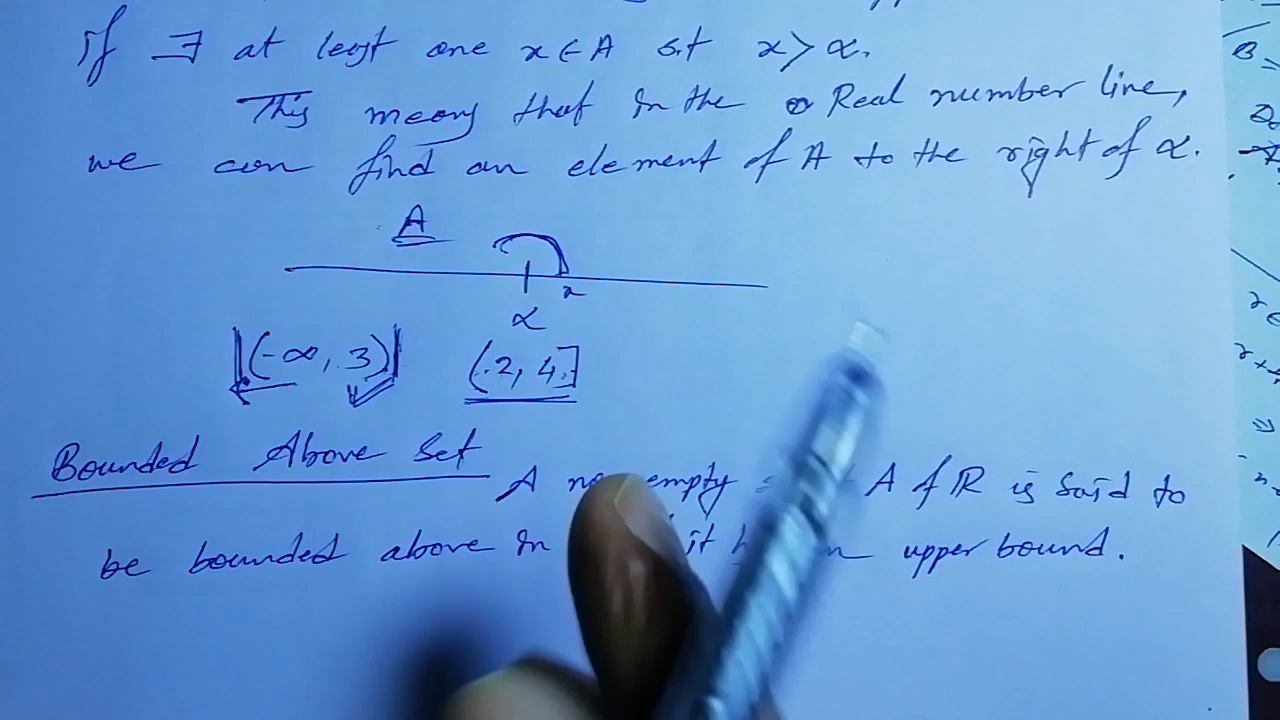 if ∃ at least one x ∈ A s.t x > α.
This means that in the Real number line,
we can find an element of A to the right of α.
A
x
α
(-∞, 3) (2, 4]
Bounded Above Set
A empty A of R is said to
be bounded above in it upper bound.